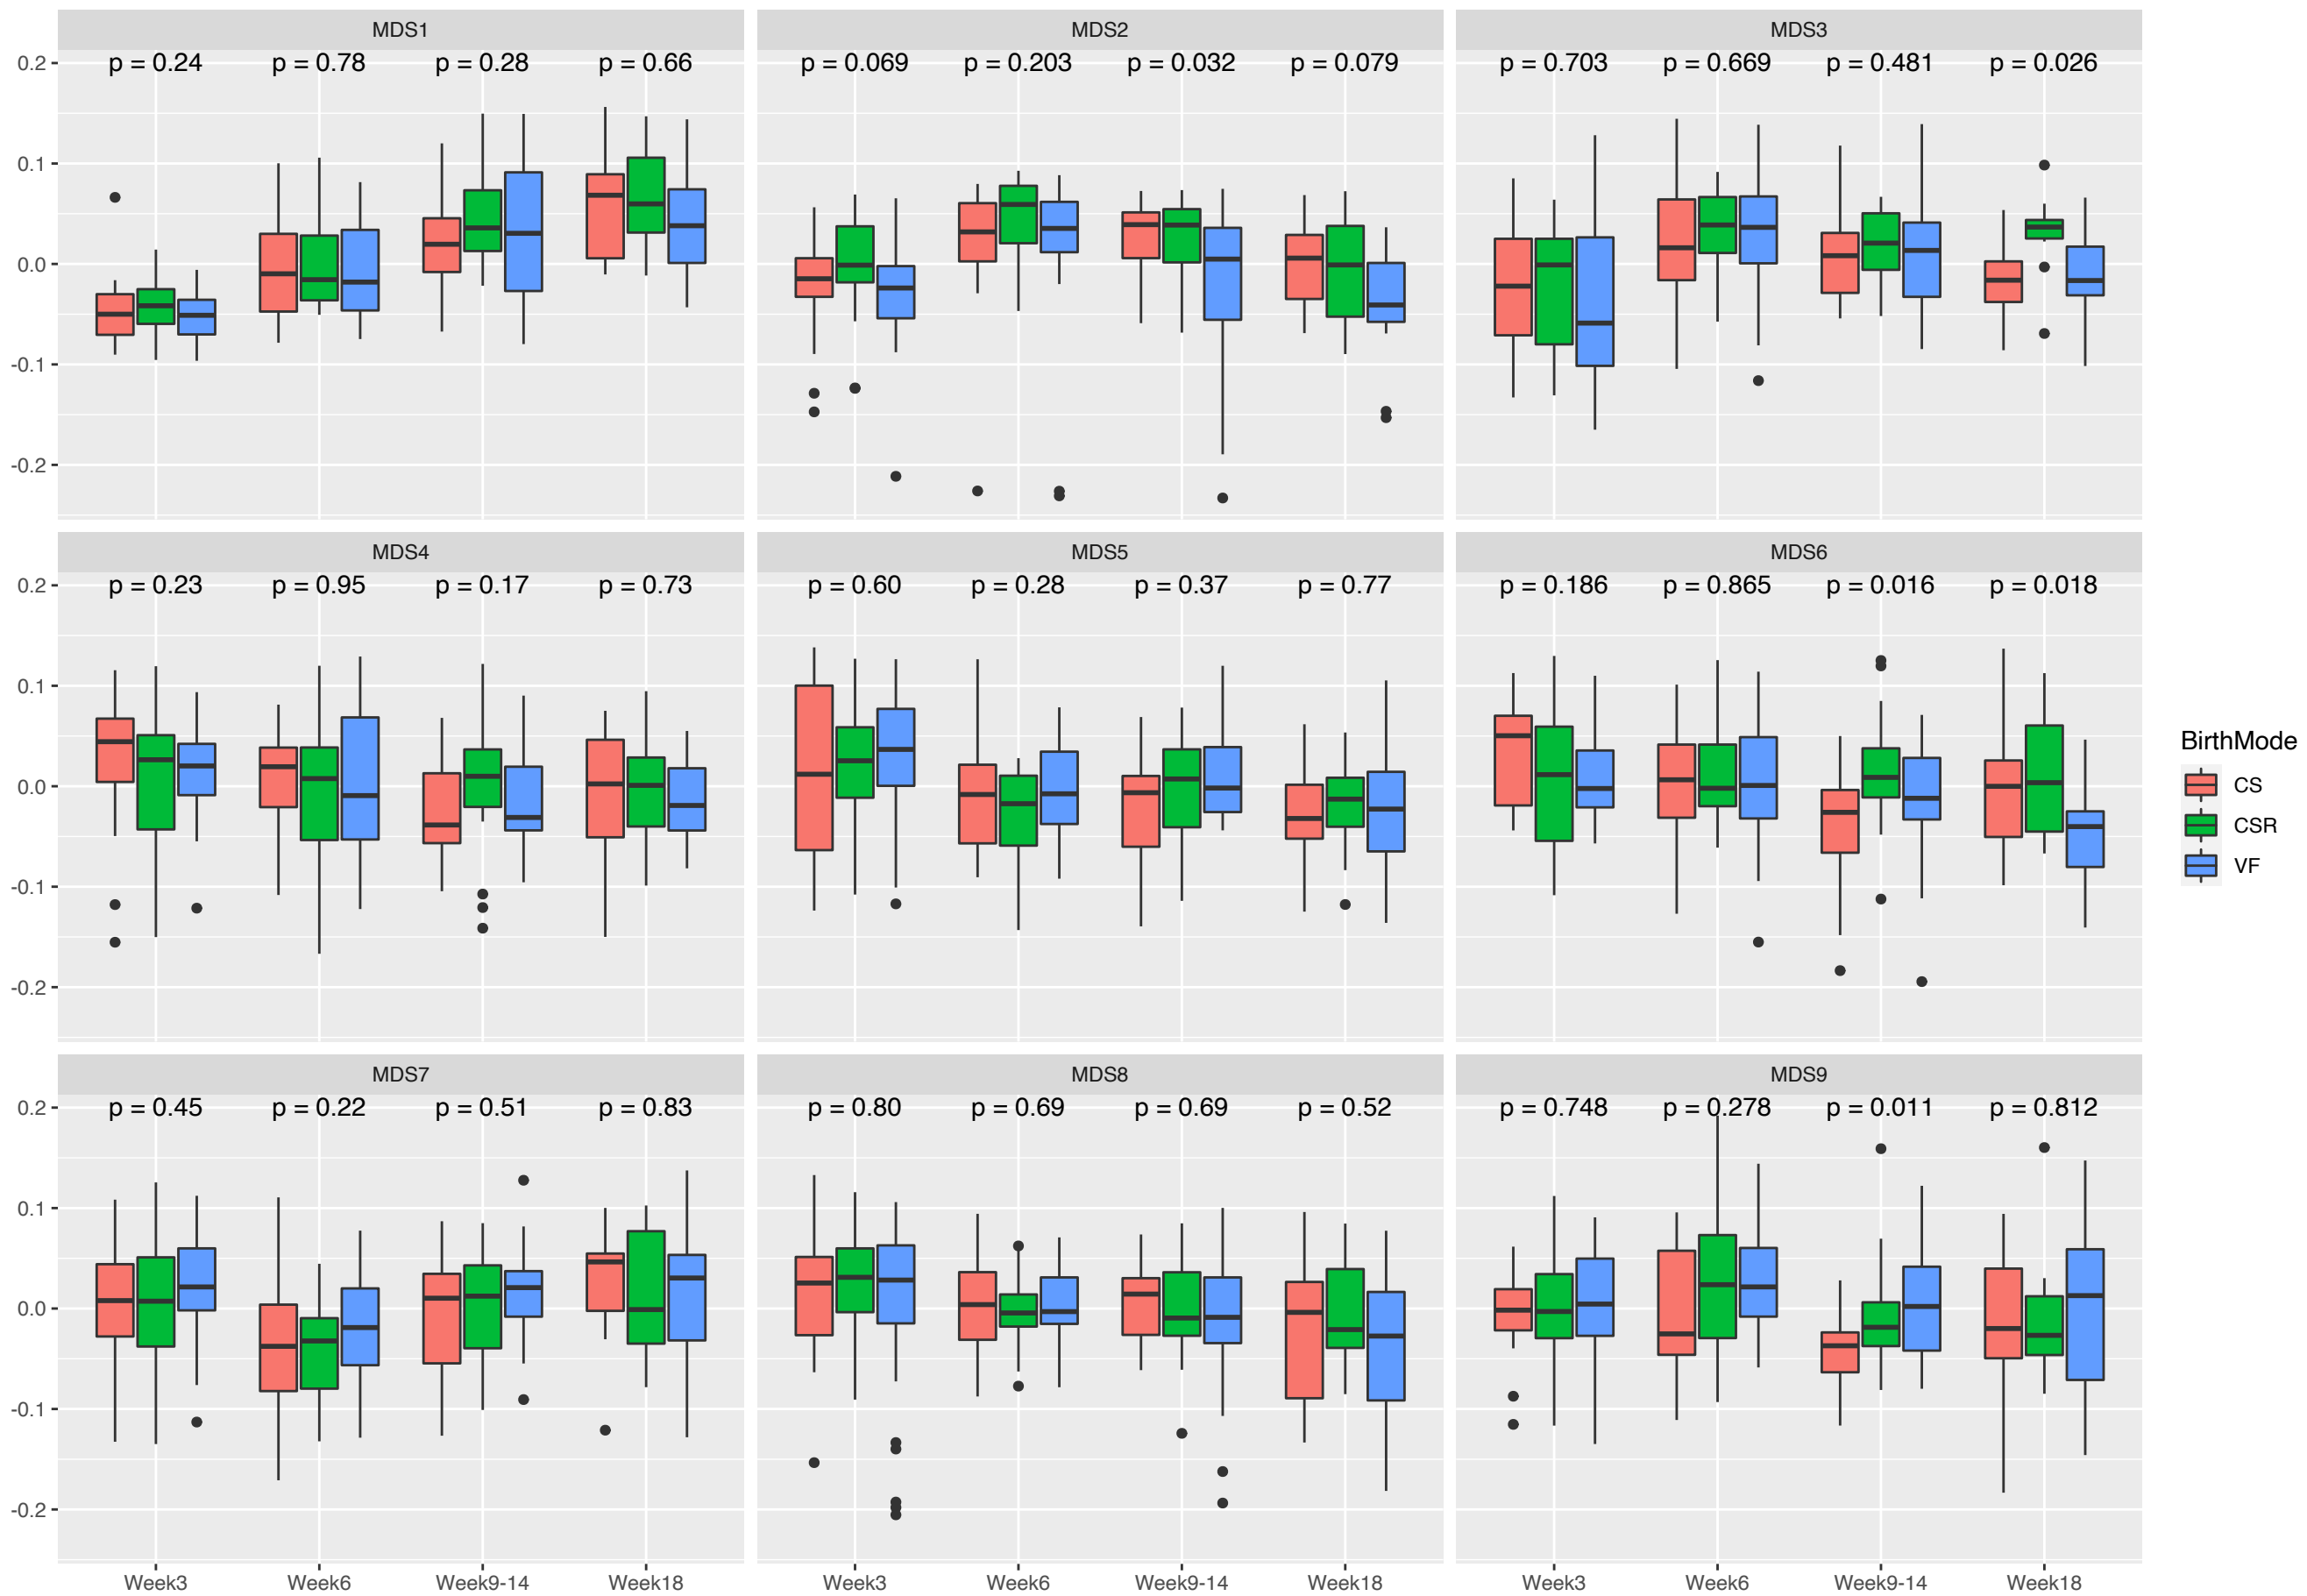 MDS1 MDS2 MDS3
p = 0.24 p = 0.78 p = 0.28 p = 0.66 p = 0.069 p = 0.203 p = 0.032 p = 0.079 p = 0.703 p = 0.669 p = 0.481 p = 0.026
0.2
0.1
0.0
-0.1
-0.2
MDS4 MDS5 MDS6
p = 0.23 p = 0.95 p = 0.17 p = 0.73 p = 0.60 p = 0.28 p = 0.37 p = 0.77 p = 0.186 p = 0.865 p = 0.016 p = 0.018
0.2
0.1
0.0
-0.1
-0.2
MDS7 MDS8 MDS9
p = 0.45 p = 0.22 p = 0.51 p = 0.83 p = 0.80 p = 0.69 p = 0.69 p = 0.52 p = 0.748 p = 0.278 p = 0.011 p = 0.812
0.2
0.1
0.0
-0.1
-0.2
Week3 Week6 Week9-14 Week18 Week3 Week6 Week9-14 Week18 Week3 Week6 Week9-14 Week18
BirthMode
CS
CSR
VF